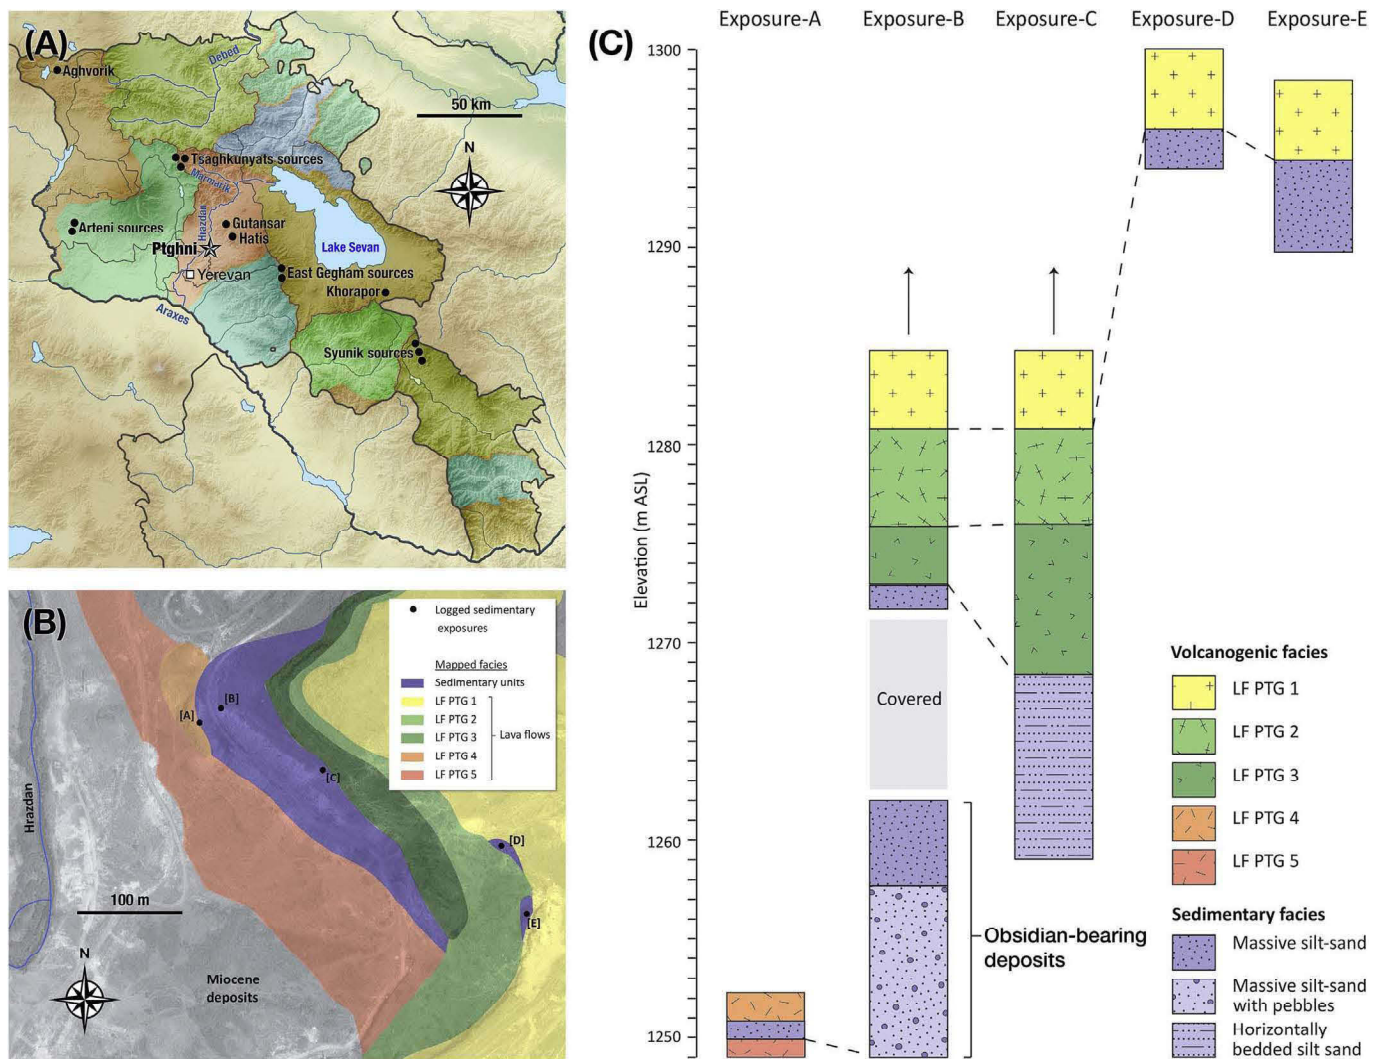 (A)
Aghvorik
Debed
50 km
N
Tsaghkunyats sources
Marmarik
Arteni sources
Hrazdan
Gutansar
Hatis
Ptghni
Lake Sevan
Yerevan
East Gegham sources
Khorapor
Araxes
Syunik sources
(B)
Logged sedimentary
exposures
Mapped facies
Sedimentary units
LF PTG 1
LF PTG 2
LF PTG 3
Lava flows
LF PTG 4
LF PTG 5
[A]
[B]
[C]
[D]
[E]
Hrazdan
100 m
N
Miocene
deposits
(C)
Exposure-A
Exposure-B
Exposure-C
Exposure-D
Exposure-E
Elevation (m ASL)
1300
1290
1280
1270
1260
1250
Covered
Obsidian-bearing
deposits
Volcanogenic facies
LF PTG 1
LF PTG 2
LF PTG 3
LF PTG 4
LF PTG 5
Sedimentary facies
Massive silt-sand
Massive silt-sand
with pebbles
Horizontally
bedded silt sand